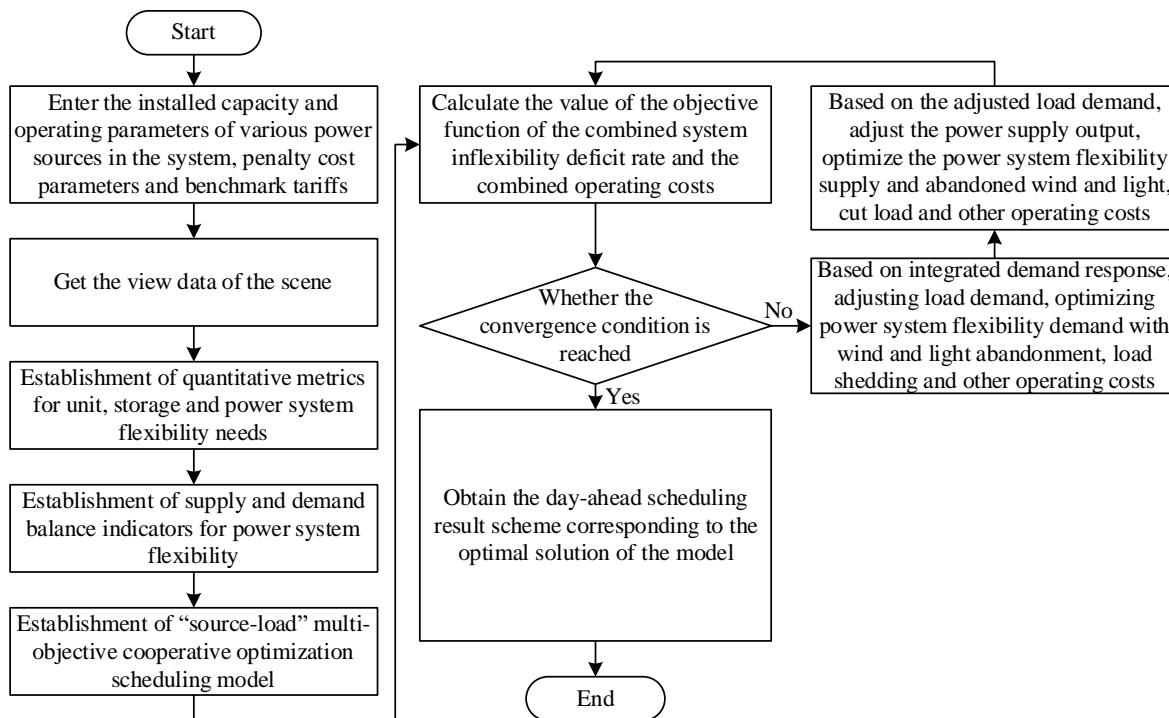 Start
Enter the installed capacity and
operating parameters of various power
sources in the system, penalty cost
parameters and benchmark tariffs
Get the view data of the scene
Establishment of quantitative metrics
for unit, storage and power system
flexibility needs
Establishment of supply and demand
balance indicators for power system
flexibility
Establishment of “source-load” multi-
objective cooperative optimization
scheduling model
Calculate the value of the objective
function of the combined system
inflexibility deficit rate and the
combined operating costs
Whether the
convergence condition is
reached
No
Yes
Based on integrated demand response,
adjusting load demand, optimizing
power system flexibility demand with
wind and light abandonment, load
shedding and other operating costs
Based on the adjusted load demand,
adjust the power supply output,
optimize the power system flexibility
supply and abandoned wind and light,
cut load and other operating costs
Obtain the day-ahead scheduling
result scheme corresponding to the
optimal solution of the model
End